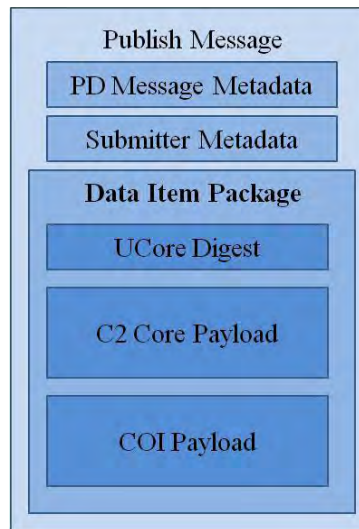 Publish Message
PD Message Metadata
Submitter Metadata
Data Item Package
UCore Digest
C2 Core Payload
COI Payload